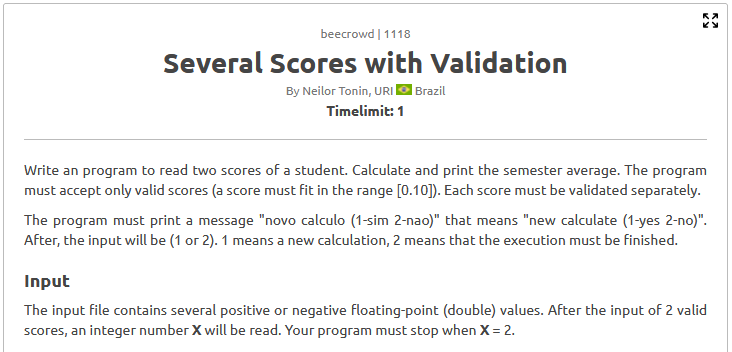 beecrowd | 1118
Several Scores with Validation
By Neilor Tonin, URI Brazil
Timelimit: 1
Write an program to read two scores of a student. Calculate and print the semester average. The program
must accept only valid scores (a score must fit in the range [0.10]). Each score must be validated separately.
The program must print a message "novo calculo (1-sim 2-nao)" that means "new calculate (1-yes 2-no)".
After, the input will be (1 or 2). 1 means a new calculation, 2 means that the execution must be finished.
Input
The input file contains several positive or negative floating-point (double) values. After the input of 2 valid
scores, an integer number X will be read. Your program must stop when X = 2.